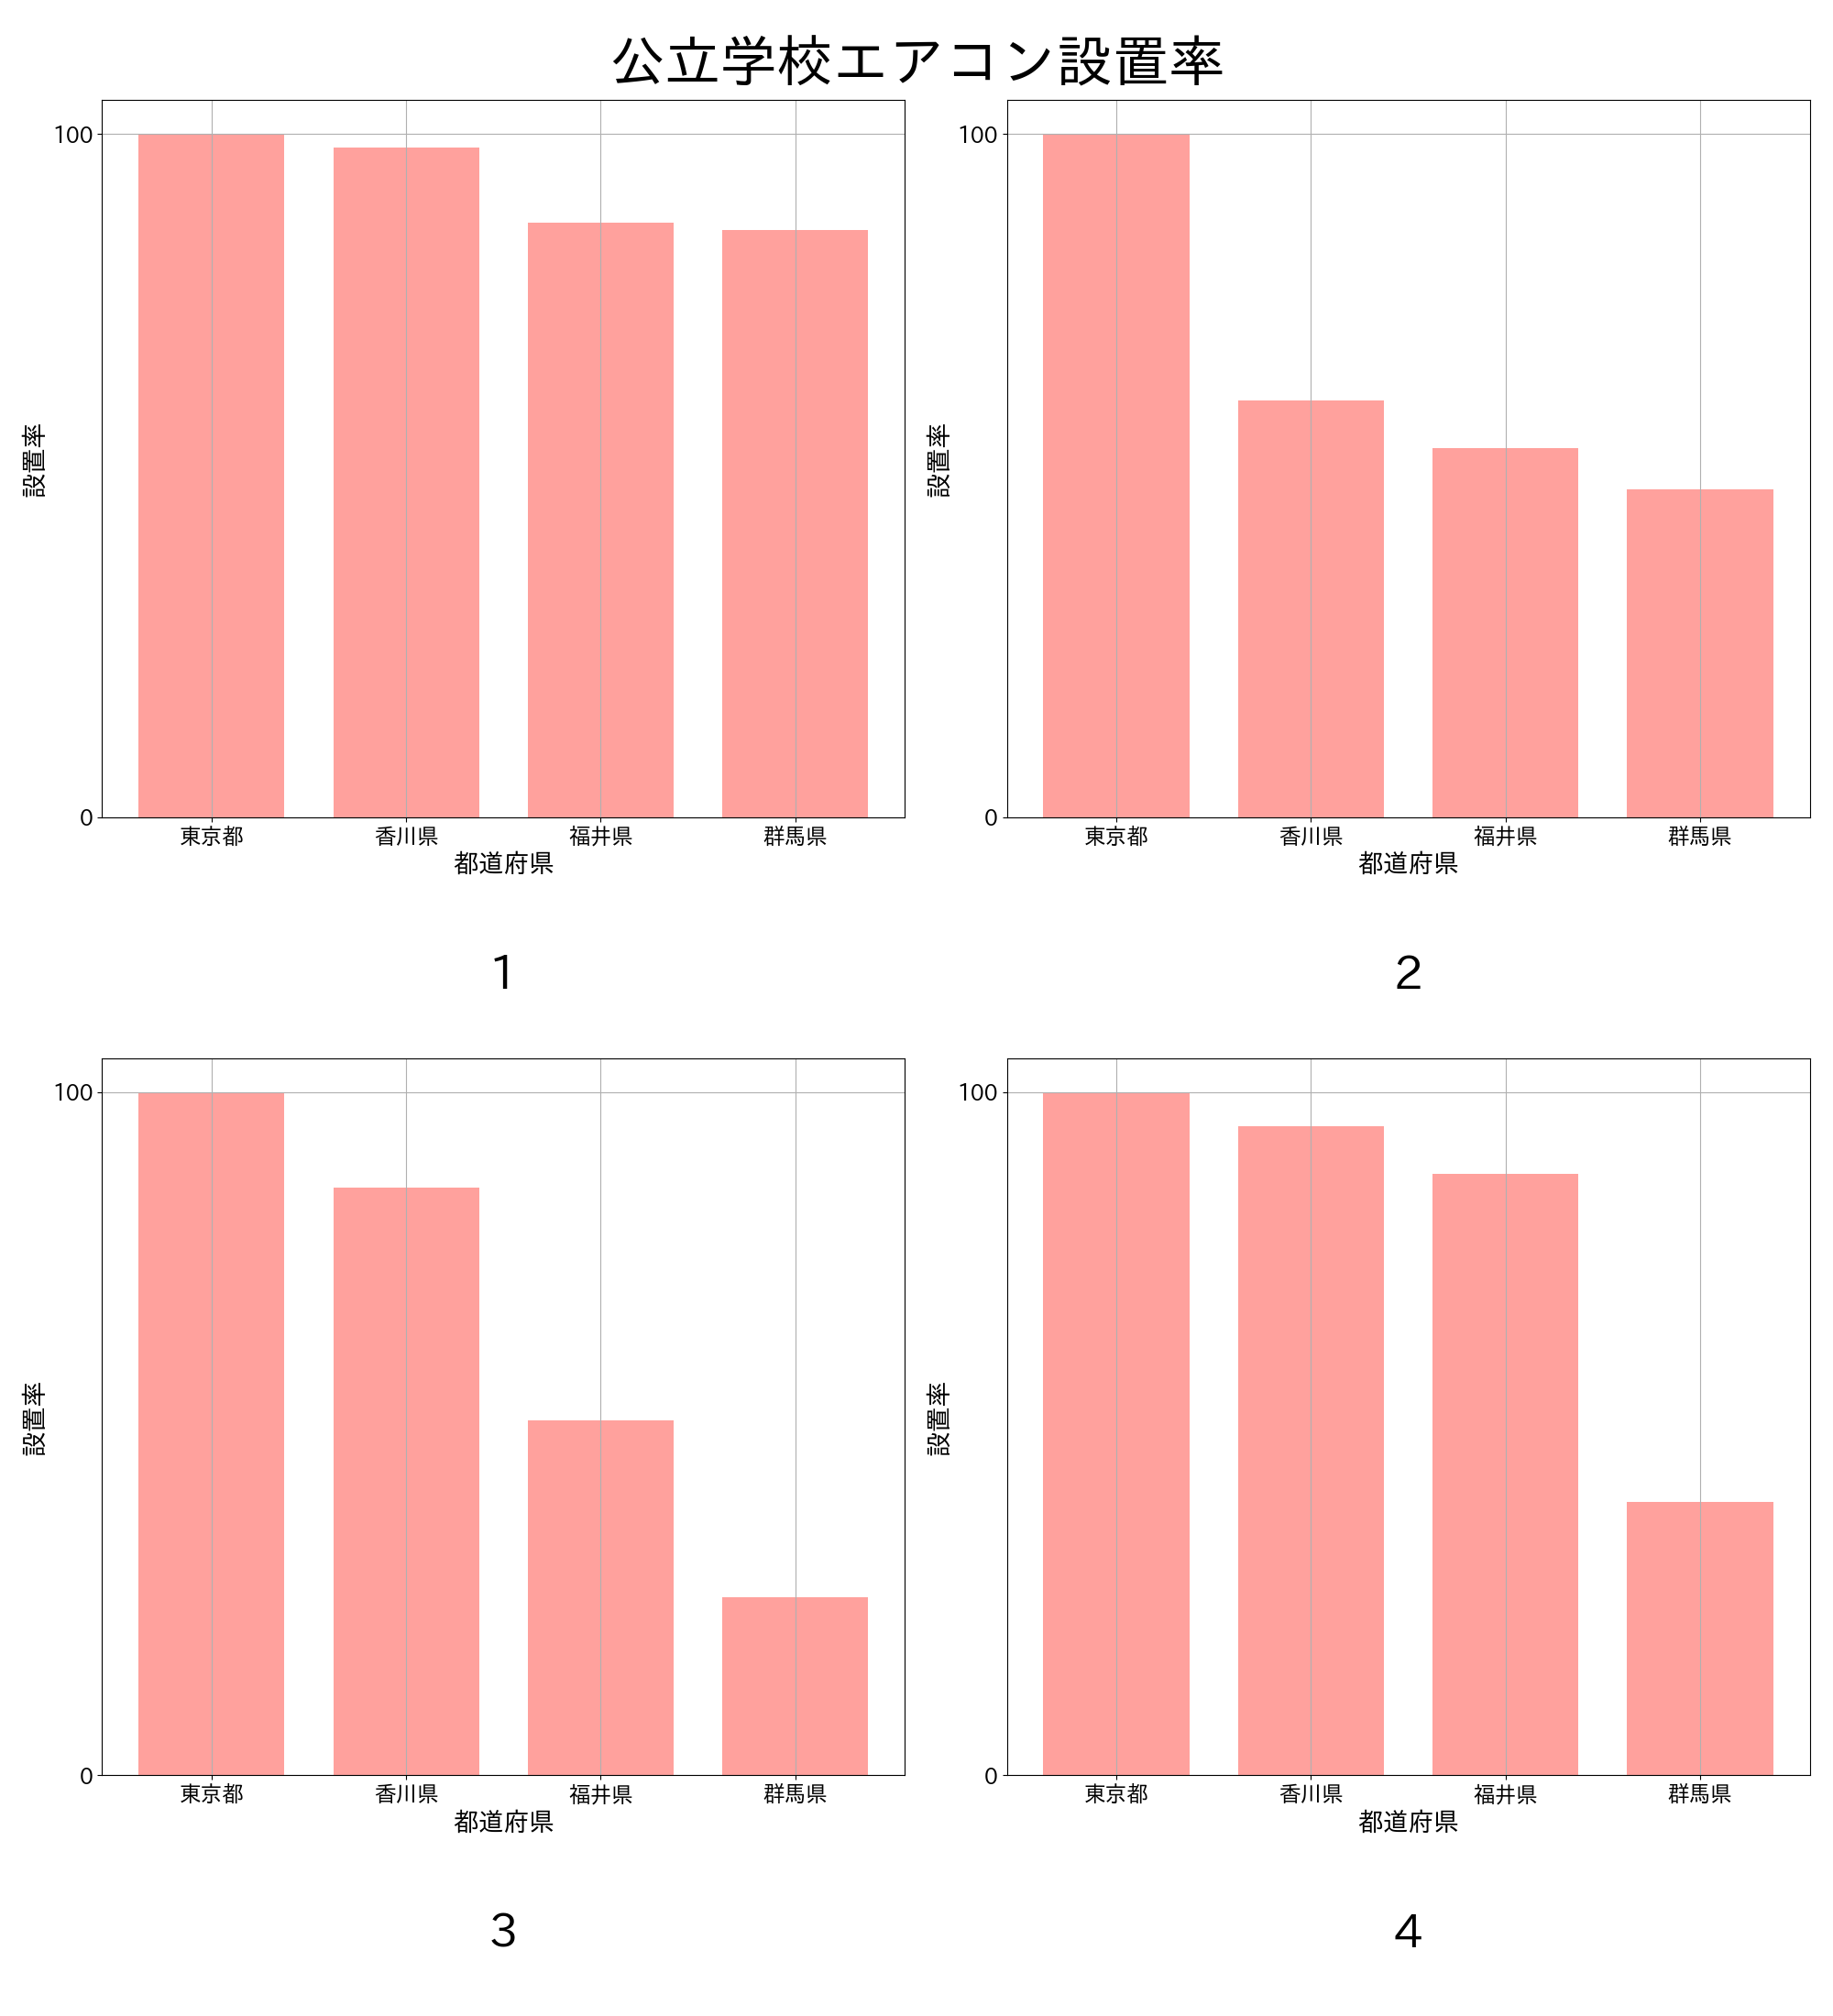 公立学校エアコン設置率
100
0
設置率
東京都 香川県 福井県 群馬県
都道府県
1
100
0
設置率
東京都 香川県 福井県 群馬県
都道府県
2
100
0
設置率
東京都 香川県 福井県 群馬県
都道府県
3
100
0
設置率
東京都 香川県 福井県 群馬県
都道府県
4